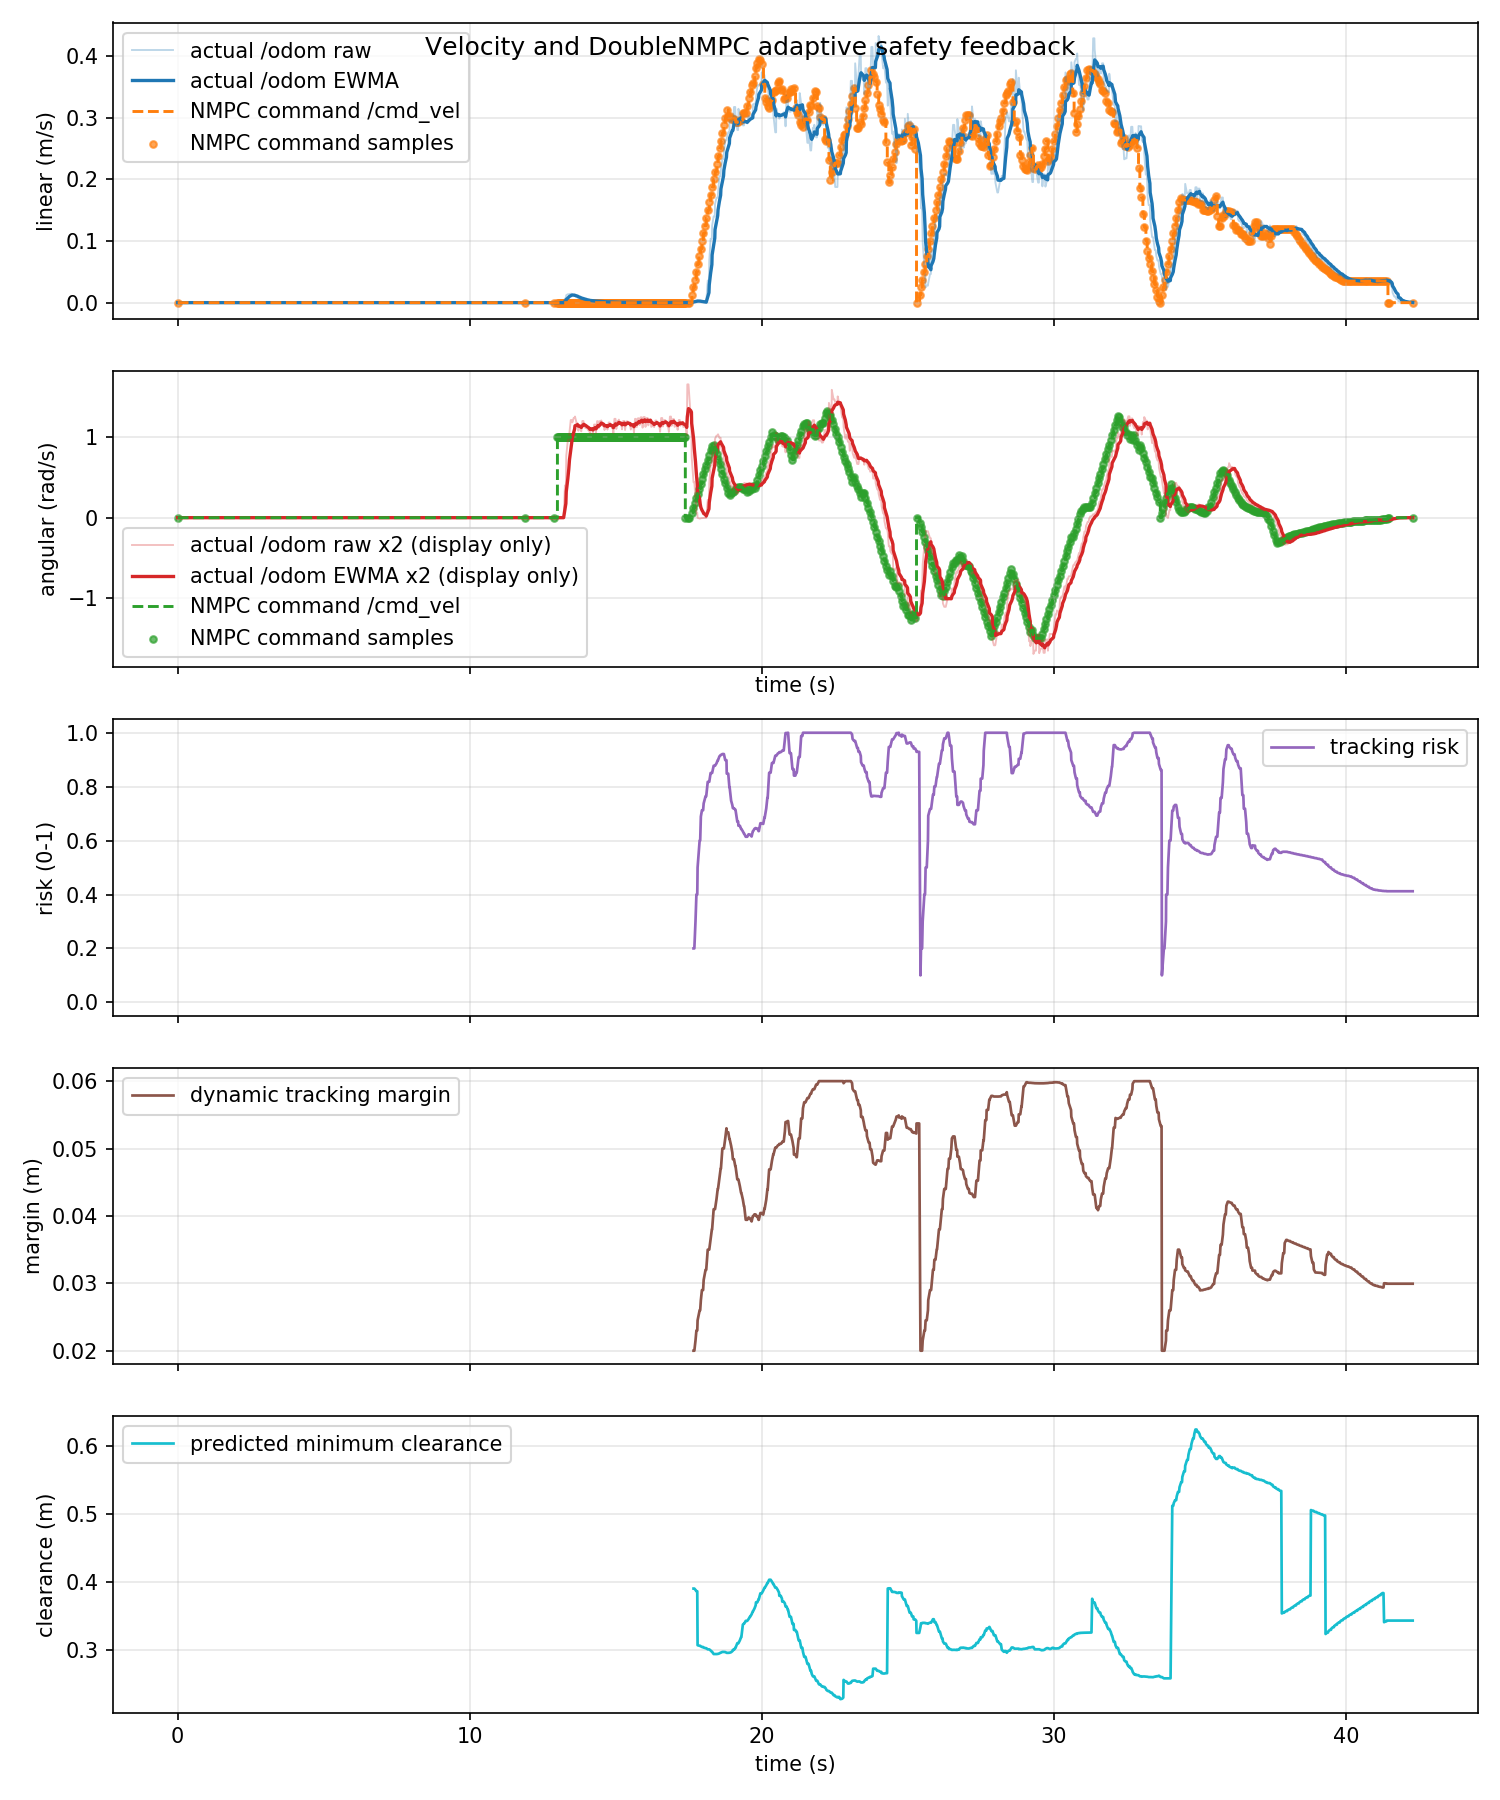 Velocity and DoubleNMPC adaptive safety feedback
actual /odom raw
actual /odom EWMA
NMPC command /cmd_vel
NMPC command samples
linear (m/s)
0.4
0.3
0.2
0.1
0.0
angular (rad/s)
1
0
−1
actual /odom raw x2 (display only)
actual /odom EWMA x2 (display only)
NMPC command /cmd_vel
NMPC command samples
time (s)
risk (0-1)
1.0
0.8
0.6
0.4
0.2
0.0
tracking risk
margin (m)
0.06
0.05
0.04
0.03
0.02
dynamic tracking margin
clearance (m)
0.6
0.5
0.4
0.3
predicted minimum clearance
0
10
20
30
40
time (s)